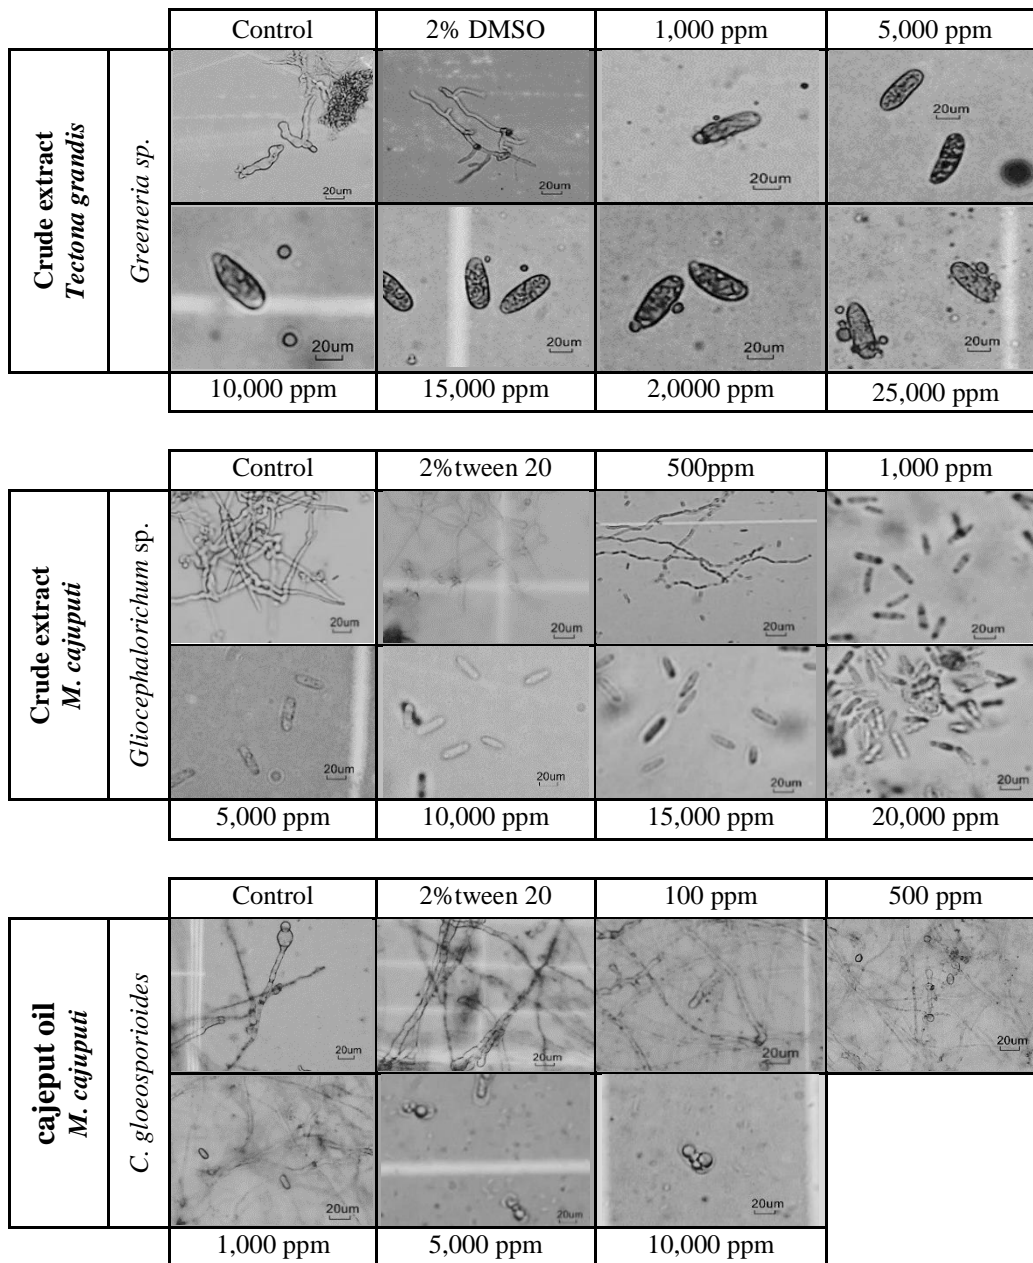 Control 2% DMSO 1,000 ppm 5,000 ppm
Crude extract
Tectona grandis
Greeneria sp.
20um 20um 20um 20um
20um 20um 20um 20um
10,000 ppm 15,000 ppm 2,0000 ppm 25,000 ppm
Control 2%tween 20 500ppm 1,000 ppm
Crude extract
M. cajuputi
Gliocephalorichum sp.
20um 20um 20um 20um
20um 20um 20um 20um
5,000 ppm 10,000 ppm 15,000 ppm 20,000 ppm
Control 2%tween 20 100 ppm 500 ppm
cajeput oil
M. cajuputi
C. gloeosporioides
20um 20um 20um 20um
20um 20um 20um
1,000 ppm 5,000 ppm 10,000 ppm